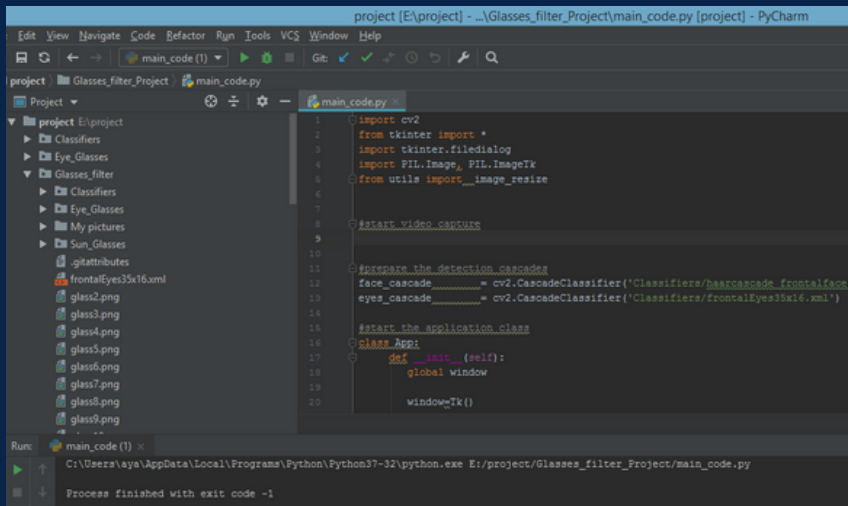 project [E:\project] - ...\Glasses_filter_Project\main_code.py [project] - PyCharm
Edit View Navigate Code Refactor Run Tools VCS Window Help
main_code (1) Git:
project Glasses_filter_Project main_code.py
Project main_code.py
project E:\project
Classifiers
Eye_Glasses
Glasses_filter
Classifiers
Eye_Glasses
My pictures
Sun_Glasses
.gitattributes
frontalEyes35x16.xml
glass2.png
glass3.png
glass4.png
glass5.png
glass6.png
glass7.png
glass8.png
glass9.png
1 import cv2
2 from tkinter import *
3 import tkinter.filedialog
4 import PIL.Image, PIL.ImageTk
5 from utils import image_resize
6
7
8 #start video capture
9
10
11 #prepare the detection cascades
12 face_cascade = cv2.CascadeClassifier('Classifiers/haarcascade_frontalface
13 eyes_cascade = cv2.CascadeClassifier('Classifiers/frontalEyes35x16.xml')
14
15 #start the application class
16 class App:
17 def __init__(self):
18 global window
19
20 window=Tk()
Run: main_code (1)
C:\Users\aya\AppData\Local\Programs\Python\Python37-32\python.exe E:/project/Glasses_filter_Project/main_code.py
Process finished with exit code -1